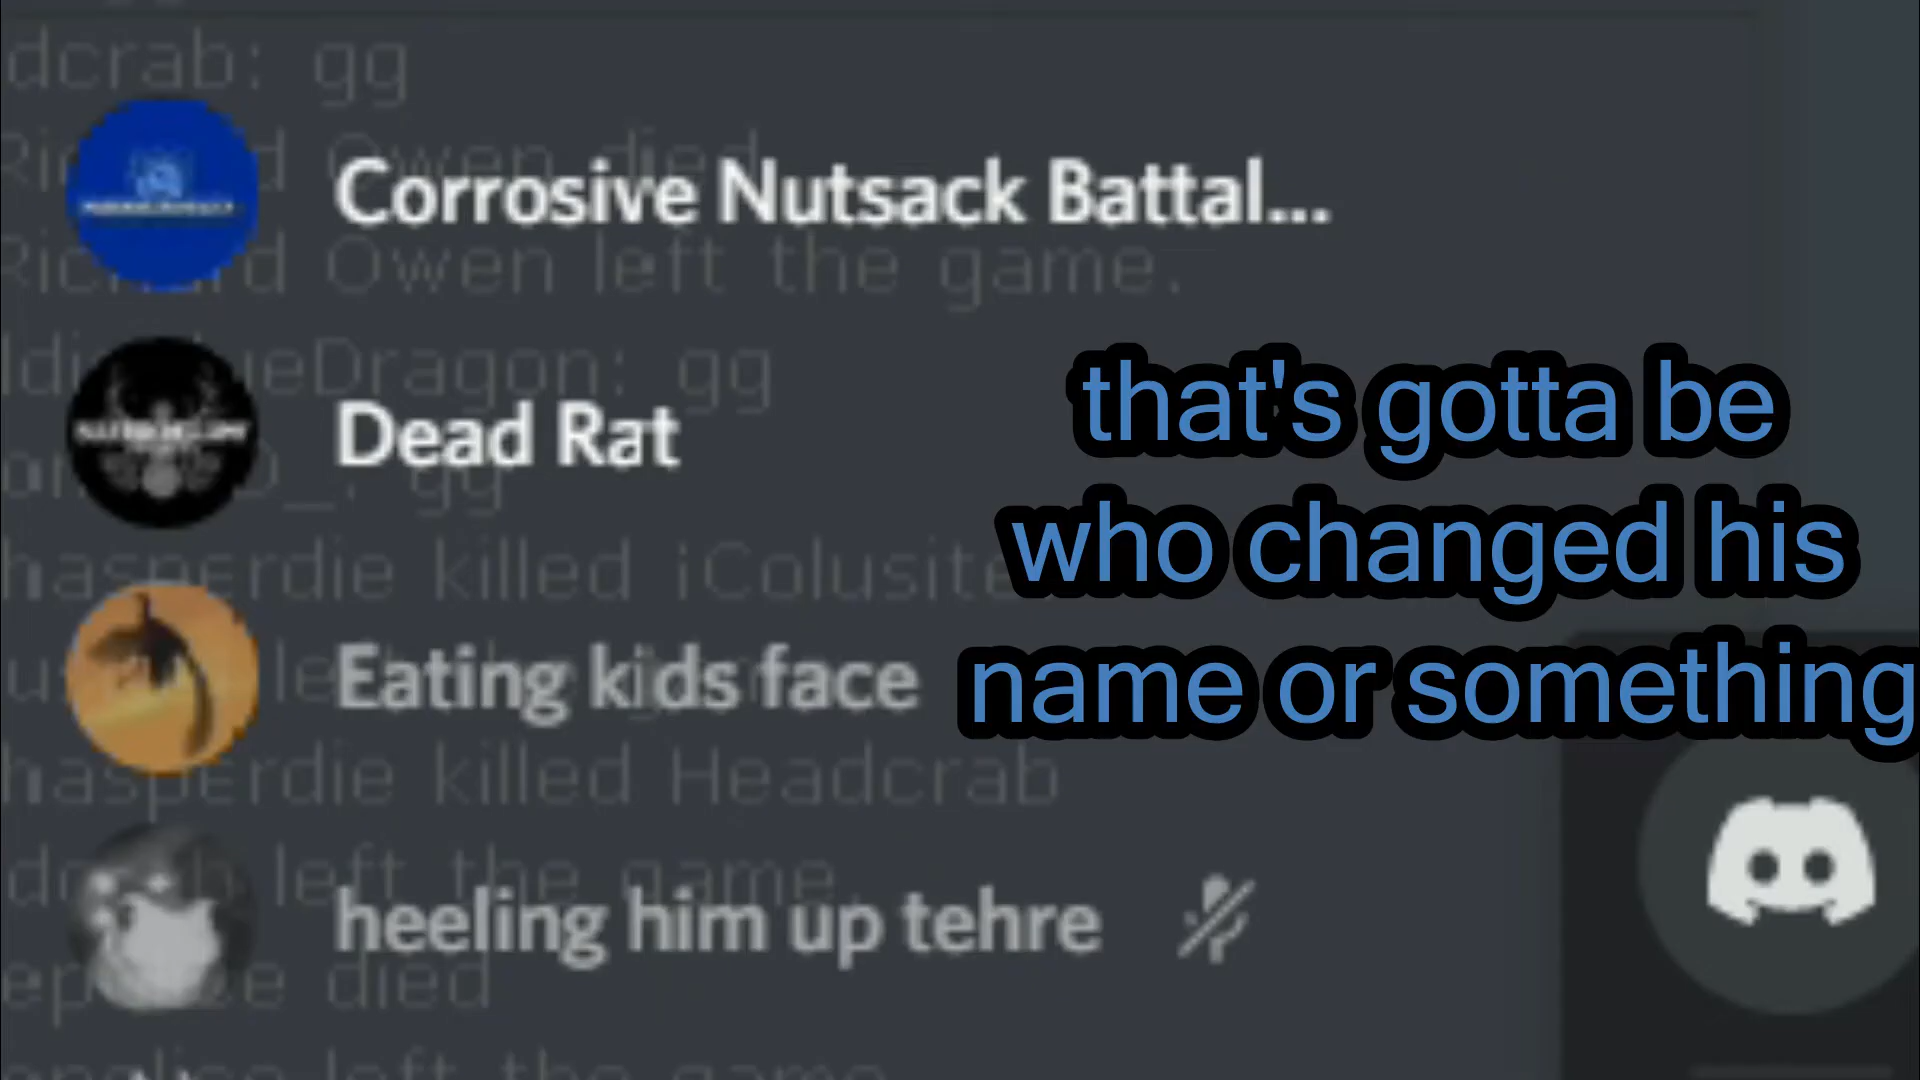 dcrab: gg
Owen died
Corrosive Nutsack Battal...
Owen left the game.
ueDragon: gg
Dead Rat
gg
hasperdie killed iColusite
that's gotta be
who changed his
name or something
Eating kids face
hasperdie killed Headcrab
left the game.
heeling him up tehre
died
left the game